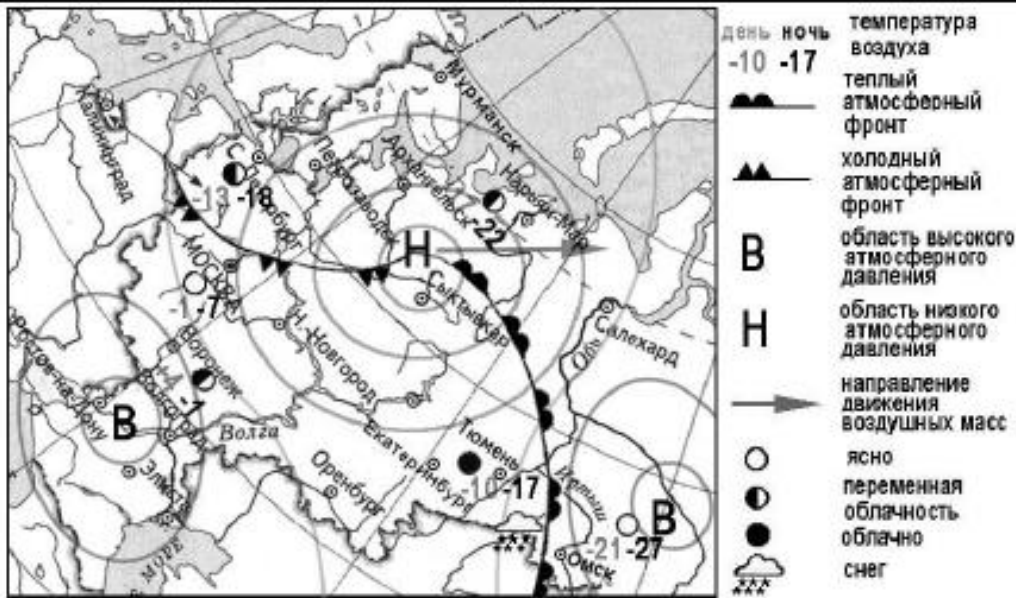 Мурманск
Калининград
С.-Петербург
Петрозаводск
Архангельск
Нарьян-Мар
-13 -18
-22
МОСКВА
Н
-1 -7
Сыктывкар
Салехард
Обь
Н. Новгород
Воронеж
Ростов-на-Дону
+4 -1
В
Волгоград
Волга
Элиста
Екатеринбург
Тюмень
Оренбург
-10 -17
Иртыш
В
-21 -27
Омск
МОРЕ
день ночь
-10 -17
температура
воздуха
теплый
атмосферный
фронт
холодный
атмосферный
фронт
В
область высокого
атмосферного
давления
Н
область низкого
атмосферного
давления
направление
движения
воздушных масс
ясно
переменная
облачность
облачно
снег